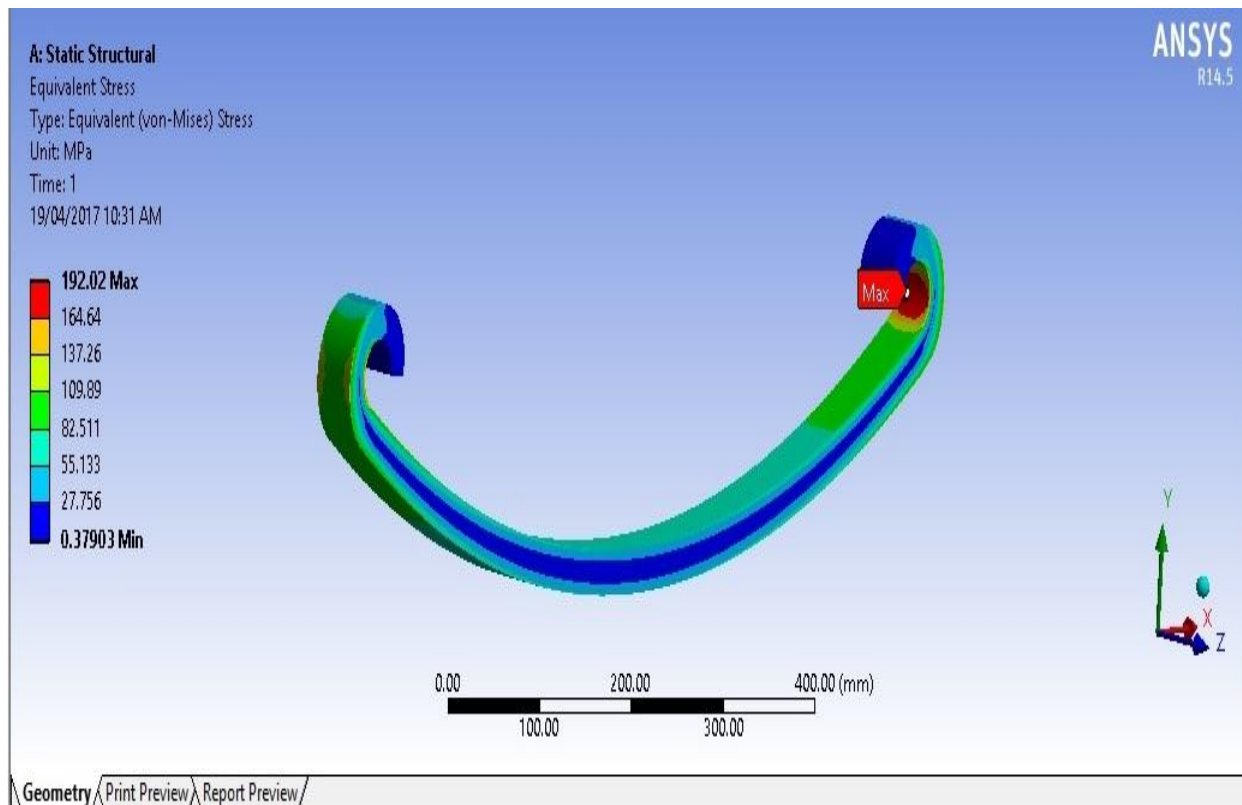 A: Static Structural
Equivalent Stress
Type: Equivalent (von-Mises) Stress
Unit: MPa
Time: 1
19/04/2017 10:31 AM
ANSYS
R14.5
192.02 Max
164.64
137.26
109.89
82.511
55.133
27.756
0.37903 Min
Max
Y
X
Z
0.00 200.00 400.00 (mm)
100.00 300.00
Geometry Print Preview Report Preview